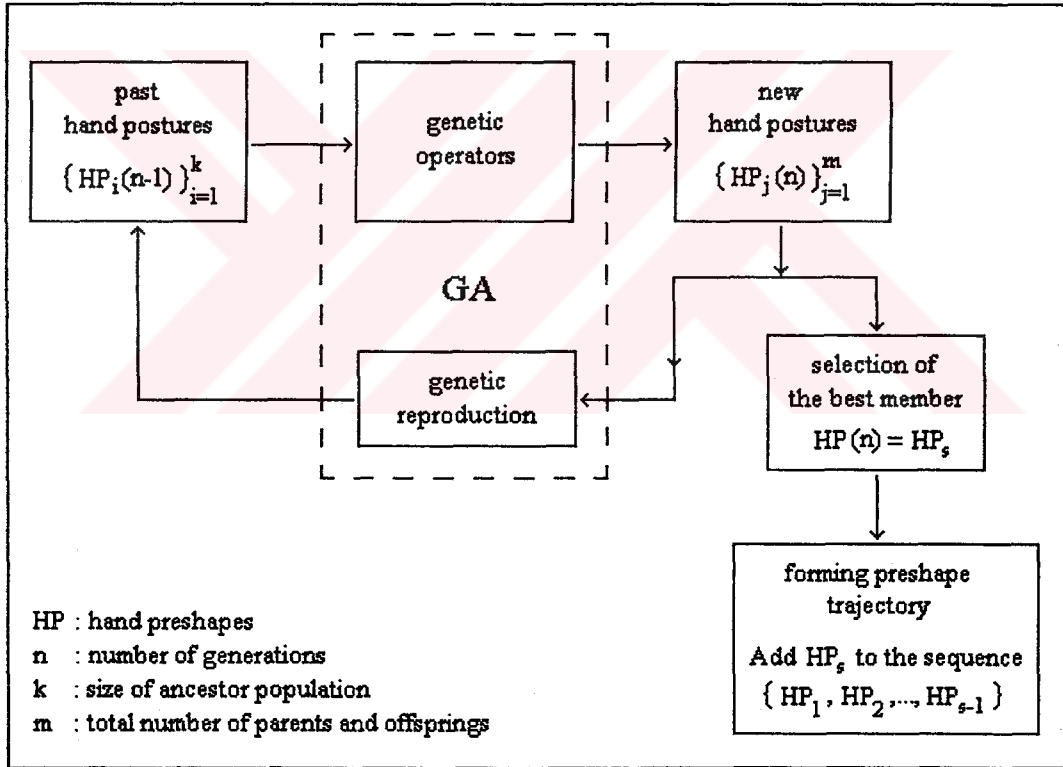 past
hand postures
{ HP_i(n-1) }_{i=1}^k
genetic
operators
new
hand postures
{ HP_j(n) }_{j=1}^m
GA
genetic
reproduction
selection of
the best member
HP(n) = HP_s
forming preshape
trajectory
Add HP_s to the sequence
{ HP_1 , HP_2 ,..., HP_{s-1} }
HP : hand preshapes
n : number of generations
k : size of ancestor population
m : total number of parents and offsprings